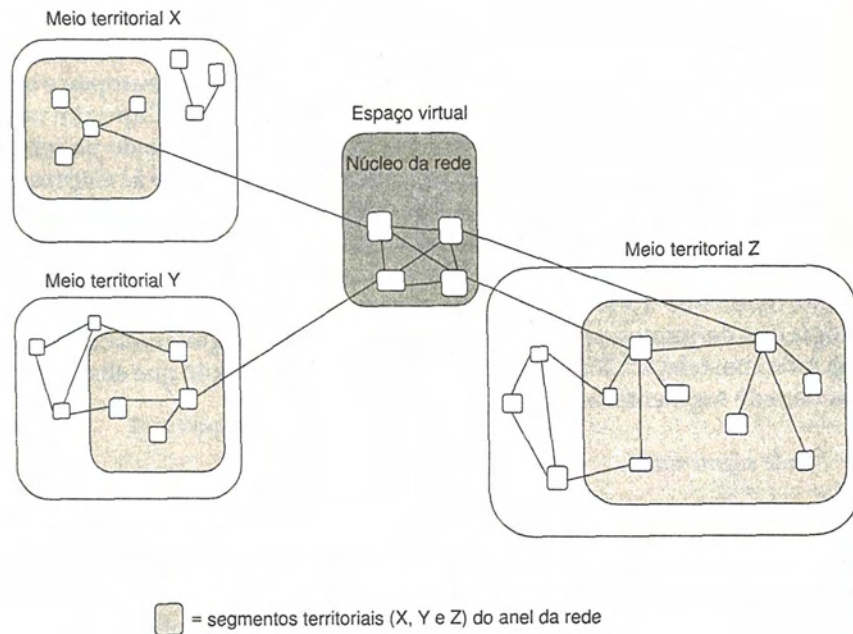 Meio territorial X
Espaço virtual
Núcleo da rede
Meio territorial Y
Meio territorial Z
= segmentos territoriais (X, Y e Z) do anel da rede